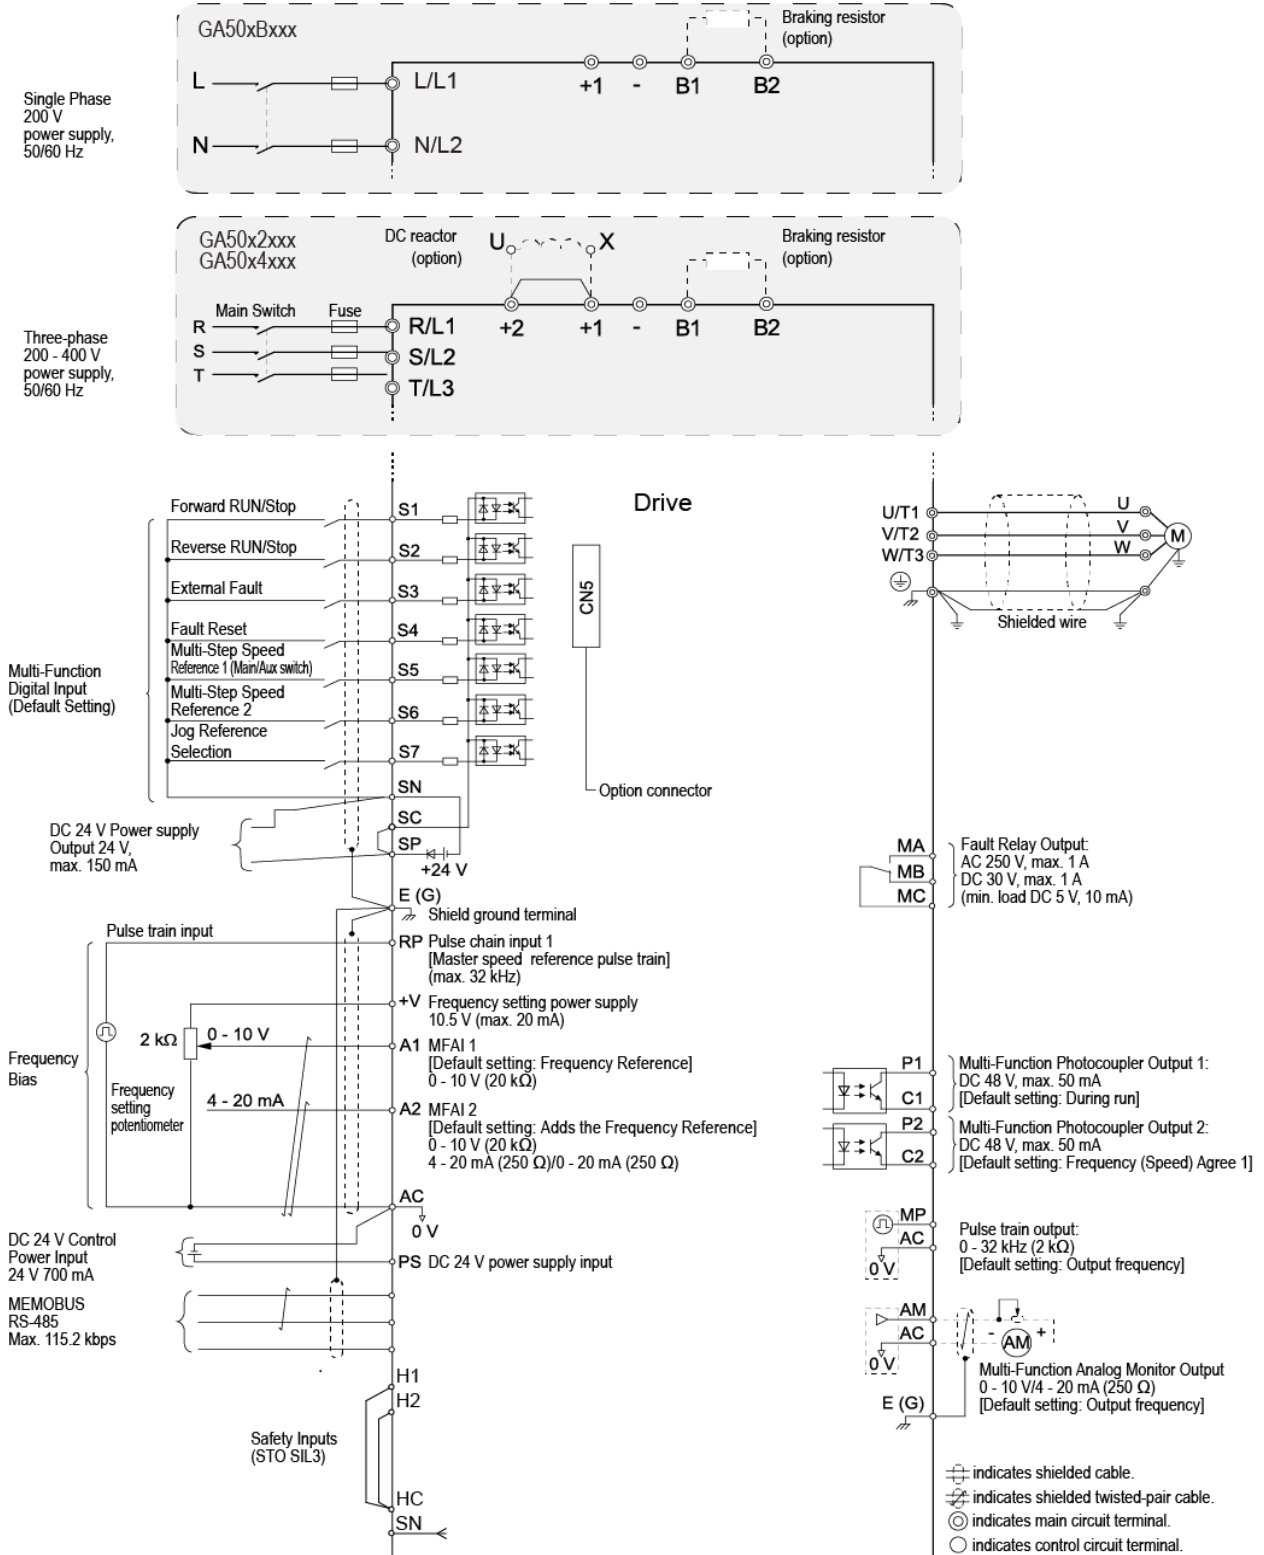 GA50xBxxx
Braking resistor
(option)
L
L/L1
+1
-
B1
B2
Single Phase
200 V
power supply,
50/60 Hz
N
N/L2
GA50x2xxx
GA50x4xxx
DC reactor
(option)
U
X
Braking resistor
(option)
Main Switch
Fuse
R
R/L1
+2
+1
-
B1
B2
S
S/L2
T
T/L3
Three-phase
200 - 400 V
power supply,
50/60 Hz
Drive
Forward RUN/Stop
S1
Reverse RUN/Stop
S2
External Fault
S3
Fault Reset
S4
Multi-Step Speed
Reference 1 (Main/Aux switch)
S5
Multi-Step Speed
Reference 2
S6
Jog Reference
Selection
S7
Multi-Function
Digital Input
(Default Setting)
CN5
Option connector
SN
SC
SP
+24 V
DC 24 V Power supply
Output 24 V,
max. 150 mA
E (G)
Shield ground terminal
Pulse train input
RP
Pulse chain input 1
[Master speed reference pulse train]
(max. 32 kHz)
+V
Frequency setting power supply
10.5 V (max. 20 mA)
2 kΩ
0 - 10 V
A1
MFAI 1
[Default setting: Frequency Reference]
0 - 10 V (20 kΩ)
Frequency
Bias
Frequency
setting
potentiometer
4 - 20 mA
A2
MFAI 2
[Default setting: Adds the Frequency Reference]
0 - 10 V (20 kΩ)
4 - 20 mA (250 Ω)/0 - 20 mA (250 Ω)
AC
0 V
DC 24 V Control
Power Input
24 V 700 mA
PS
DC 24 V power supply input
MEMOBUS
RS-485
Max. 115.2 kbps
H1
H2
Safety Inputs
(STO SIL3)
HC
SN
U/T1
V/T2
W/T3
U
V
W
M
Shielded wire
MA
MB
MC
Fault Relay Output:
AC 250 V, max. 1 A
DC 30 V, max. 1 A
(min. load DC 5 V, 10 mA)
P1
C1
Multi-Function Photocoupler Output 1:
DC 48 V, max. 50 mA
[Default setting: During run]
P2
C2
Multi-Function Photocoupler Output 2:
DC 48 V, max. 50 mA
[Default setting: Frequency (Speed) Agree 1]
MP
AC
0 V
Pulse train output:
0 - 32 kHz (2 kΩ)
[Default setting: Output frequency]
AM
AC
0 V
-
AM
+
Multi-Function Analog Monitor Output
0 - 10 V/4 - 20 mA (250 Ω)
[Default setting: Output frequency]
E (G)
indicates shielded cable.
indicates shielded twisted-pair cable.
indicates main circuit terminal.
indicates control circuit terminal.